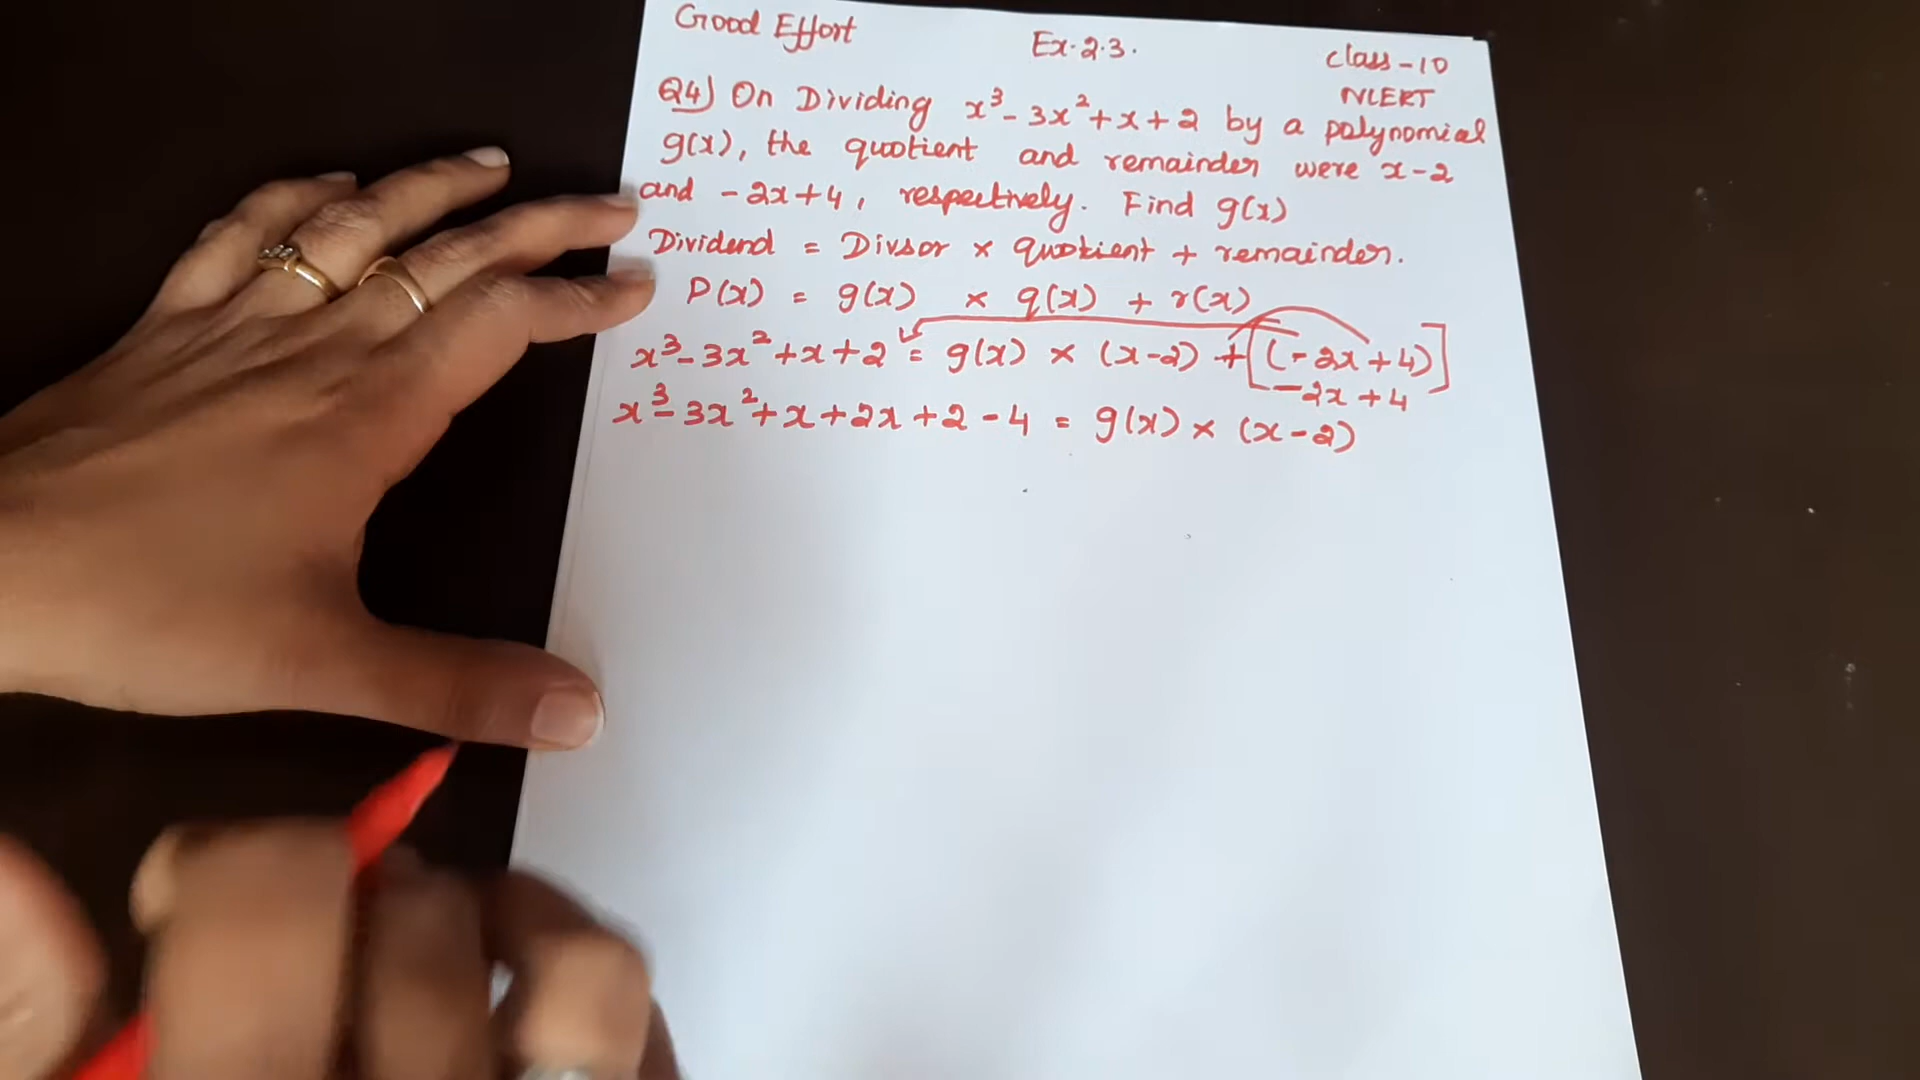 Good Effort
Ex. 2.3.
class-10
NCERT
Q4) On Dividing x³ - 3x² + x + 2 by a polynomial
g(x), the quotient and remainder were x-2
and -2x+4, respectively. Find g(x)
Dividend = Divsor × quotient + remainder.
P(x) = g(x) × q(x) + r(x)
x³ - 3x² + x + 2 = g(x) × (x-2) + [(-2x+4)]
-2x+4
x³ - 3x² + x + 2x + 2 - 4 = g(x) × (x-2)